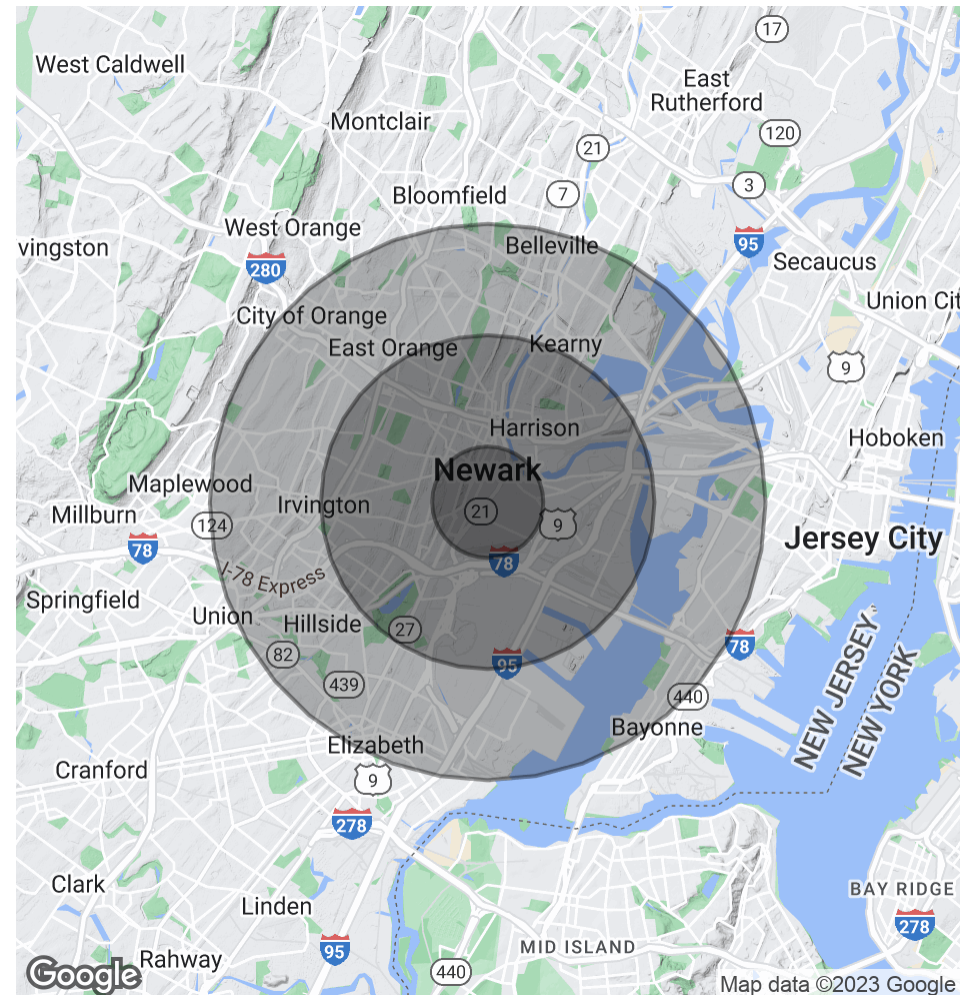 17
West Caldwell
East
Rutherford
Montclair
120
21
3
7
Bloomfield
West Orange
Belleville
95
vingston
280
Secaucus
Union Cit
City of Orange
East Orange
Kearny
9
Harrison
Hoboken
Newark
Maplewood
Irvington
Millburn
124
21
9
Jersey City
78
78
I-78 Express
Springfield
Union
Hillside
27
78
82
95
439
440
NEW JERSEY
NEW YORK
Bayonne
Elizabeth
Cranford
9
278
Clark
BAY RIDGE
Linden
278
95
MID ISLAND
Rahway
440
Google
Map data ©2023 Google